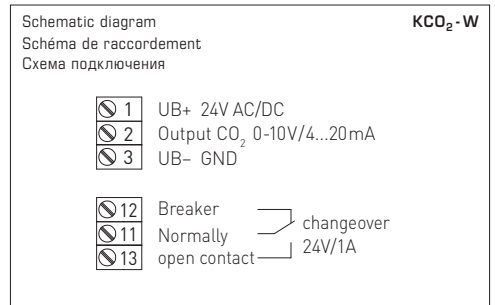 Schematic diagram KCO₂-W
Schéma de raccordement
Схема подключения
1 UB+ 24V AC/DC
2 Output CO₂ 0-10V/4...20mA
3 UB– GND
12 Breaker
11 Normally
13 open contact
changeover
24V/1A